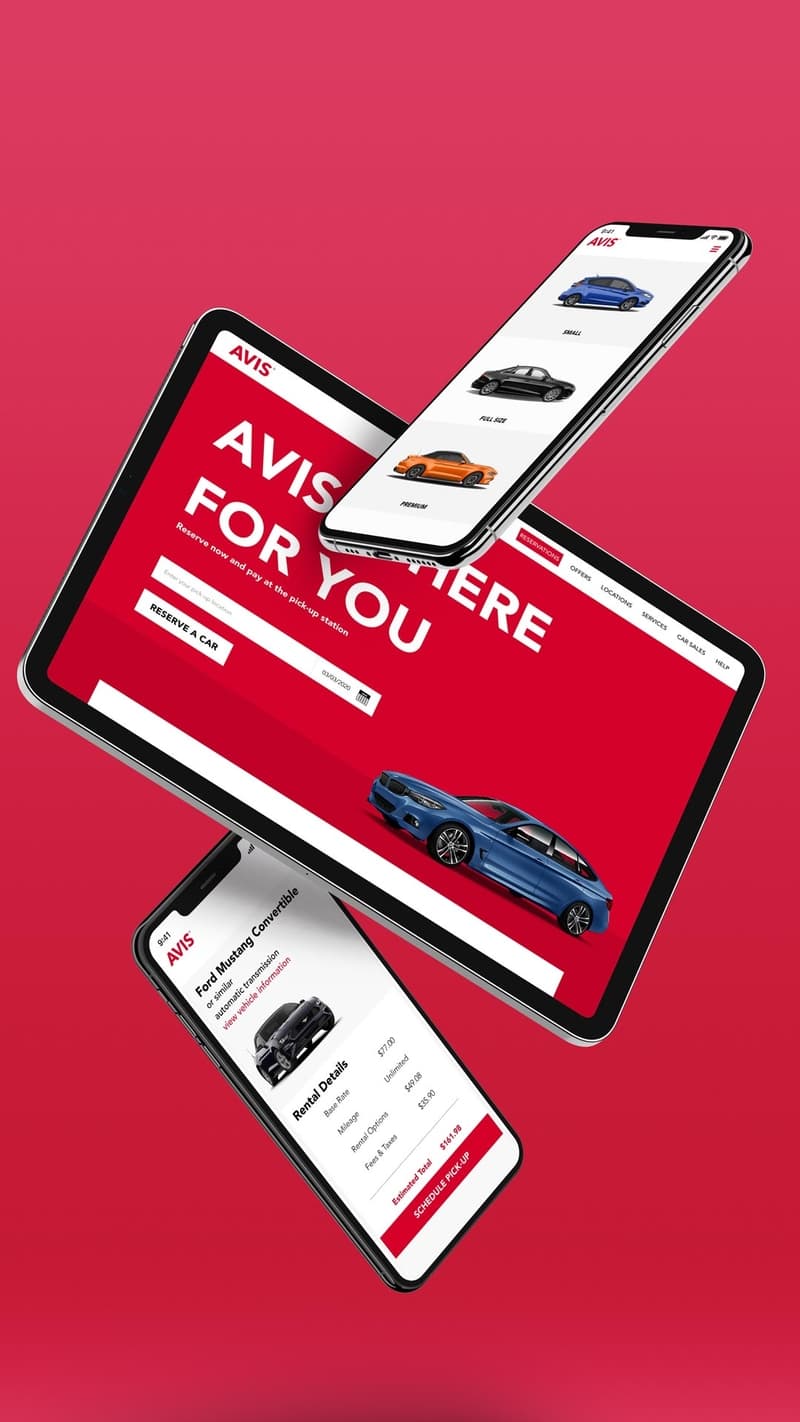 9:41
AVIS
SMALL
FULL SIZE
PREMIUM
AVIS
RESERVATIONS
OFFERS
LOCATIONS
SERVICES
CAR SALES
HELP
AVIS HERE
FOR YOU
Reserve now and pay at the pick-up station
Enter your pick-up location
03/03/2020
RESERVE A CAR
9:41
AVIS
Ford Mustang Convertible
or similar
automatic transmission
view vehicle information
Rental Details
Base Rate $77.00
Mileage Unlimited
Rental Options $49.08
Fees & Taxes $35.90
Estimated Total $161.98
SCHEDULE PICK-UP